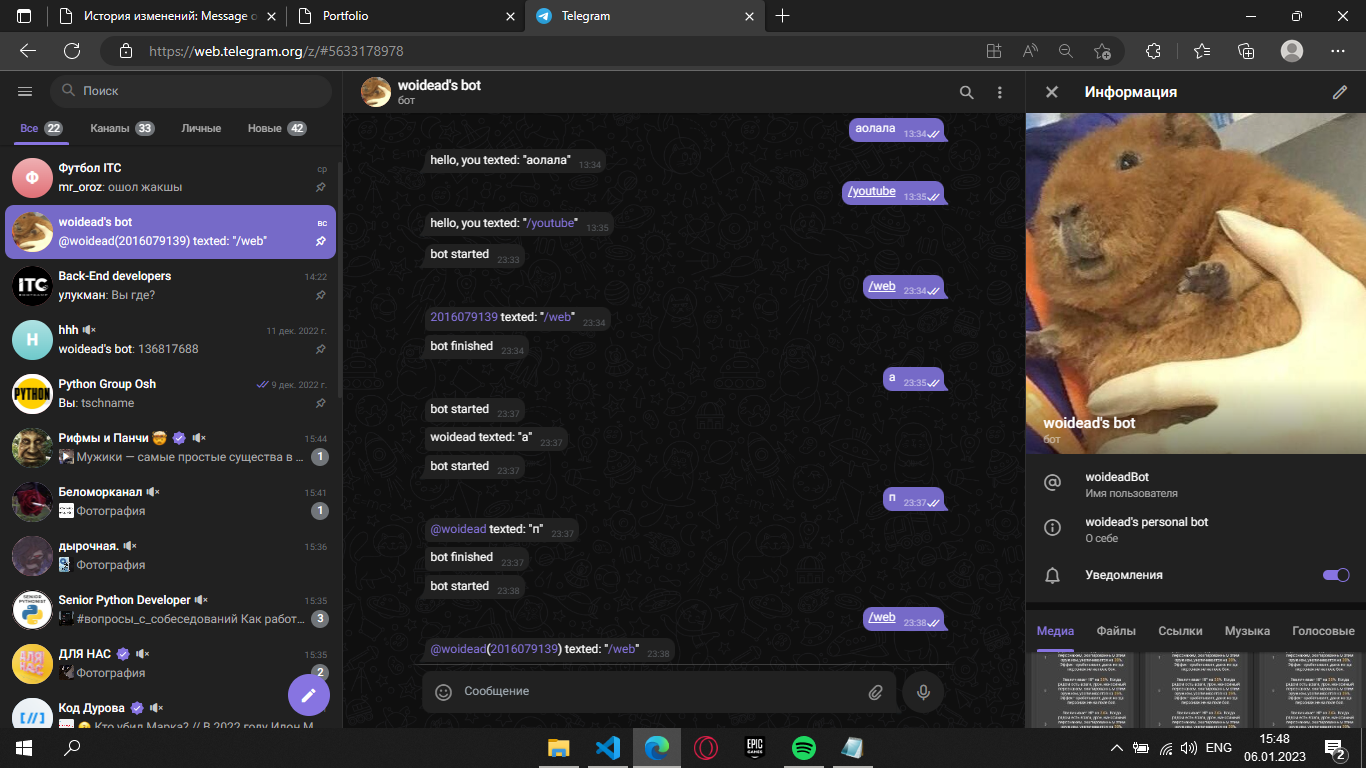 История изменений: Message o
Portfolio
Telegram
https://web.telegram.org/z/#5633178978
Поиск
Все 22
Каналы 33
Личные
Новые 42
Футбол ITC
ср
mr_oroz: ошол жакшы
woidead's bot
вс
@woidead(2016079139) texted: "/web"
Back-End developers
14:22
улукман: Вы где?
hhh
11 дек. 2022 г.
woidead's bot: 136817688
Python Group Osh
9 дек. 2022 г.
Вы: tschname
Рифмы и Панчи 🤯
15:44
Мужики — самые простые существа в ...
1
Беломорканал
15:41
Фотография
1
дырочная.
15:36
Фотография
Senior Python Developer
15:35
#вопросы_с_собеседований Как работ...
3
ДЛЯ НАС
15:35
Фотография
2
Код Дурова
Кто убил Марка? // В 2022 году Илон М
woidead's bot
бот
аолала 13:34
hello, you texted: "аолала" 13:34
/youtube 13:35
hello, you texted: "/youtube" 13:35
bot started 23:33
/web 23:34
2016079139 texted: "/web" 23:34
bot finished 23:34
а 23:35
bot started 23:37
woidead texted: "а" 23:37
bot started 23:37
п 23:37
@woidead texted: "п" 23:37
bot finished 23:37
bot started 23:38
/web 23:38
@woidead(2016079139) texted: "/web" 23:38
Сообщение
Информация
woidead's bot
бот
woideadBot
Имя пользователя
woidead's personal bot
О себе
Уведомления
Медиа
Файлы
Ссылки
Музыка
Голосовые
ENG
15:48
06.01.2023
2